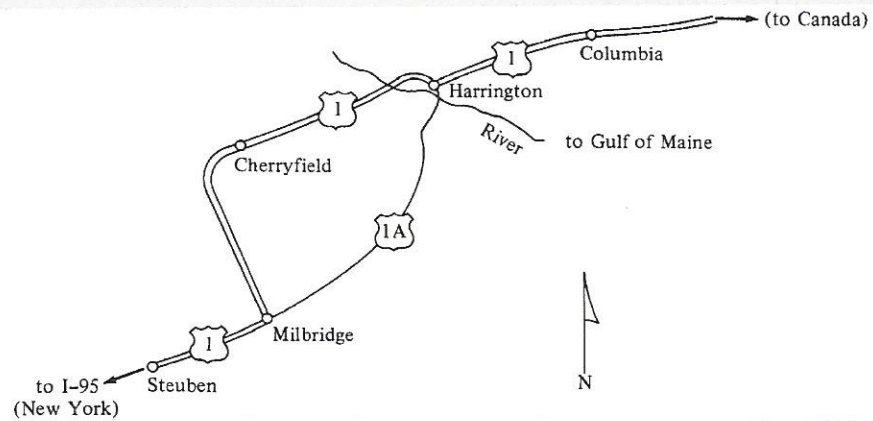 (to Canada)
1
Columbia
Harrington
1
River
to Gulf of Maine
Cherryfield
1A
Milbridge
1
Steuben
to I-95
(New York)
N